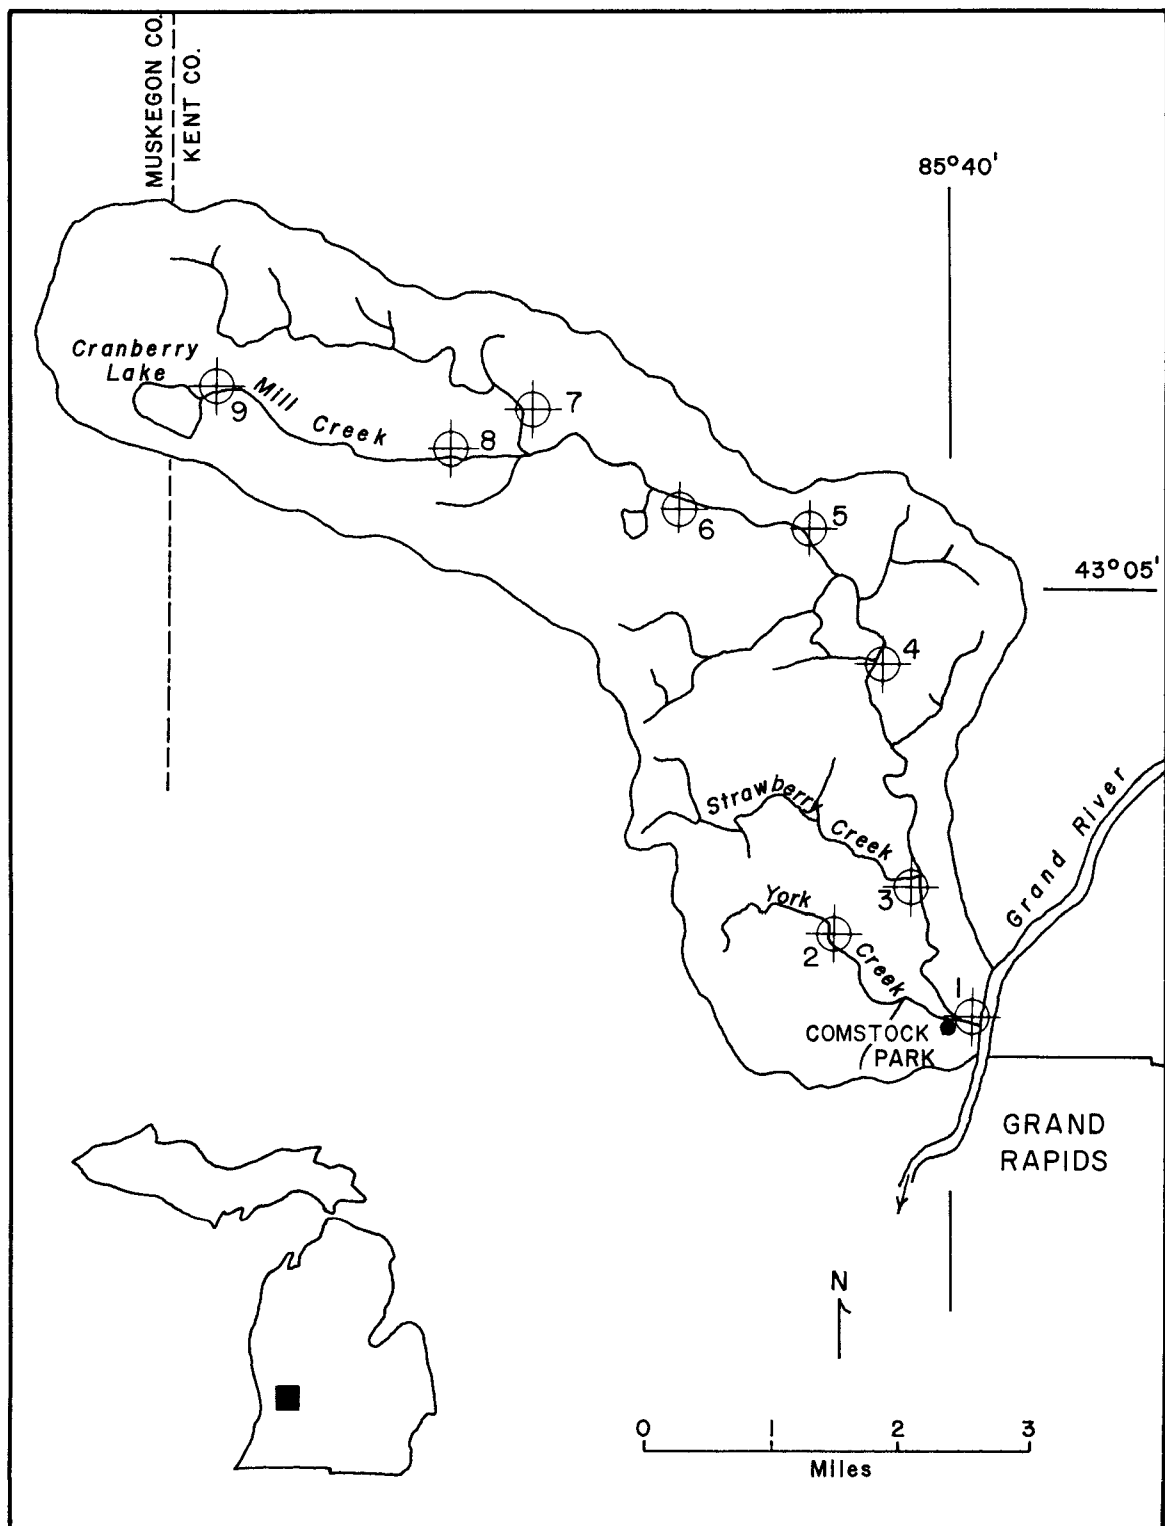 MUSKEGON CO.
KENT CO.
85°40'
Cranberry
Lake
9
Mill
Creek
8
7
6
5
43°05'
4
Strawberry
Creek
3
York
Creek
2
1
Grand River
COMSTOCK
PARK
GRAND
RAPIDS
N
0 1 2 3
Miles